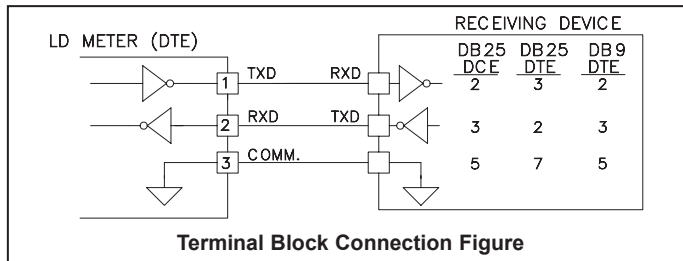 RECEIVING DEVICE
LD METER (DTE)
DB25 DB25 DB9
DCE DTE DTE
1 TXD RXD 2 3 2
2 RXD TXD 3 2 3
3 COMM. 5 7 5
Terminal Block Connection Figure